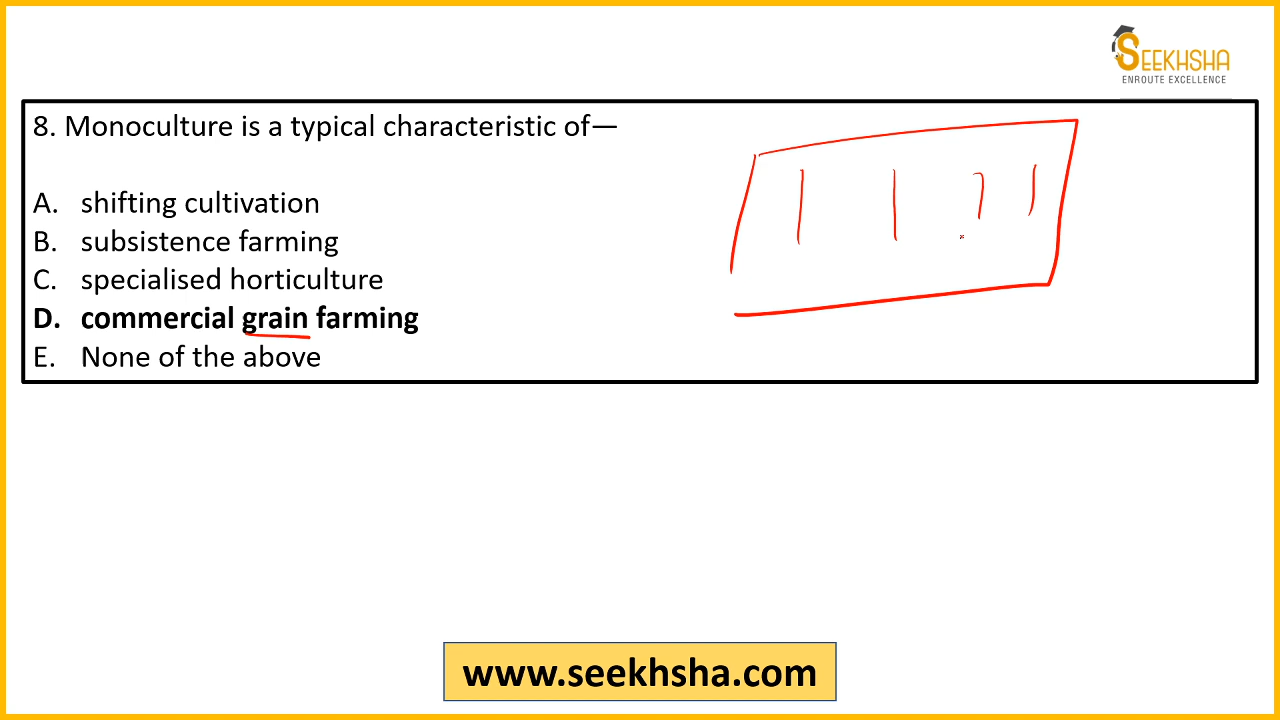 SEEKHSHA
ENROUTE EXCELLENCE
8. Monoculture is a typical characteristic of—
A. shifting cultivation
B. subsistence farming
C. specialised horticulture
D. commercial grain farming
E. None of the above
www.seekhsha.com